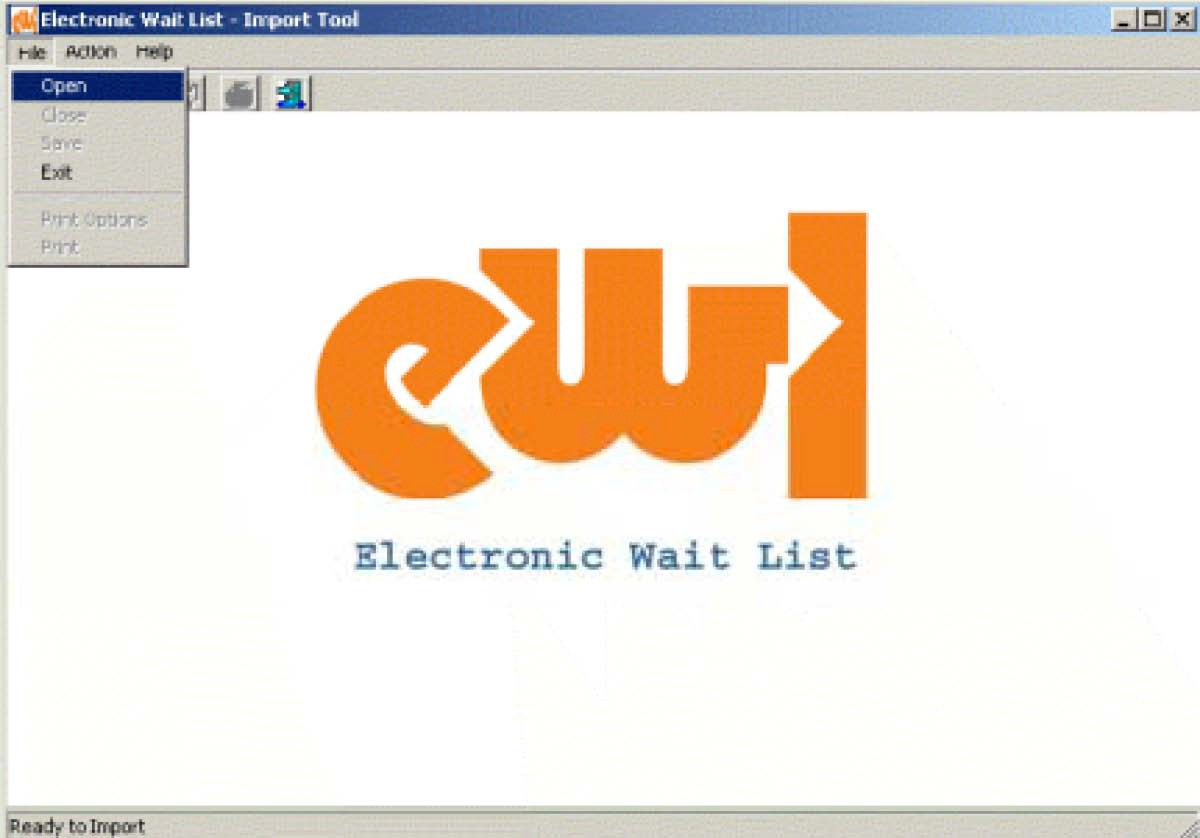 Electronic Wait List - Import Tool
File Action Help
Open
Close
Save
Exit
Print Options
Print
ewl
Electronic Wait List
Ready to Import